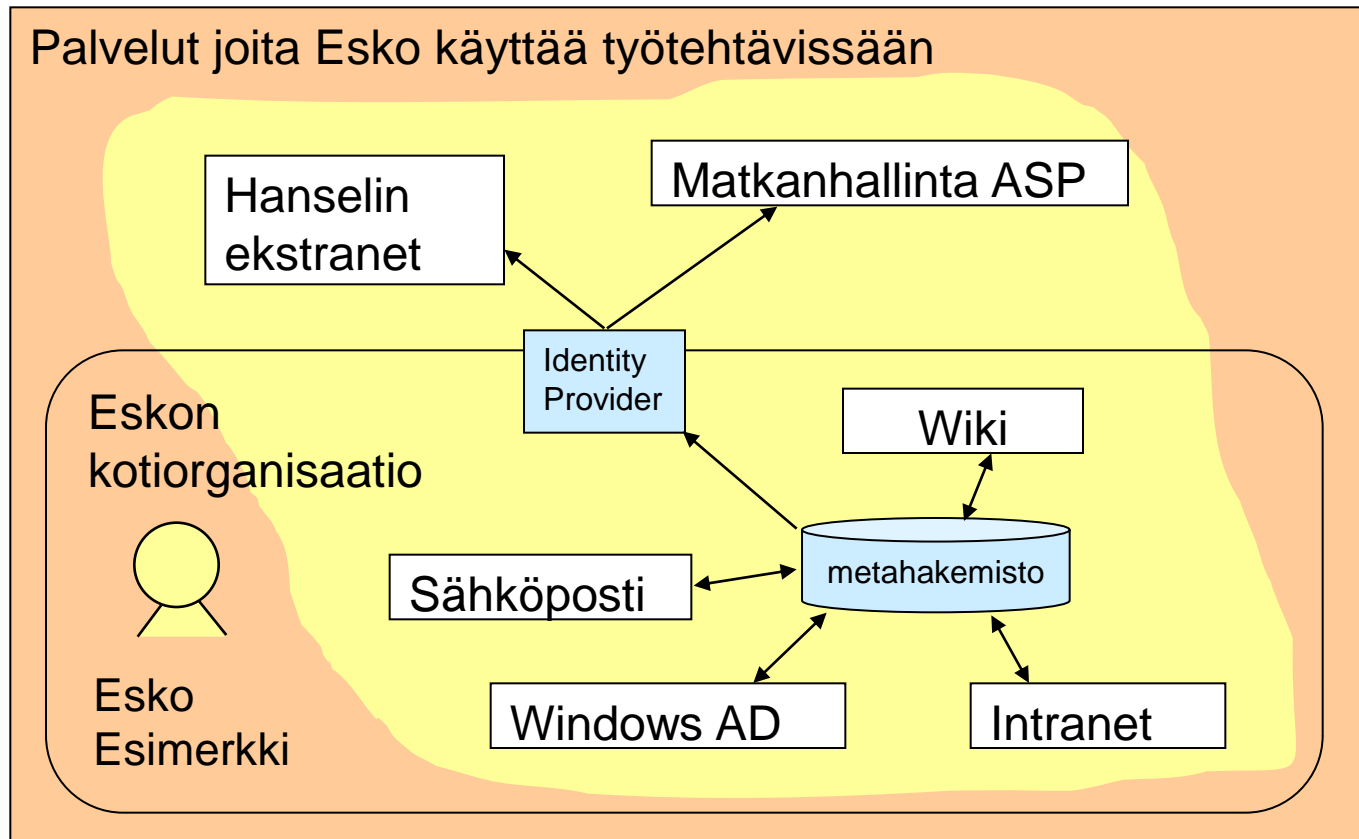 Palvelut joita Esko käyttää työtehtävissään
Hanselin
ekstranet
Matkanhallinta ASP
Identity
Provider
Eskon
kotiorganisaatio
Wiki
metahakemisto
Sähköposti
Windows AD
Intranet
Esko
Esimerkki